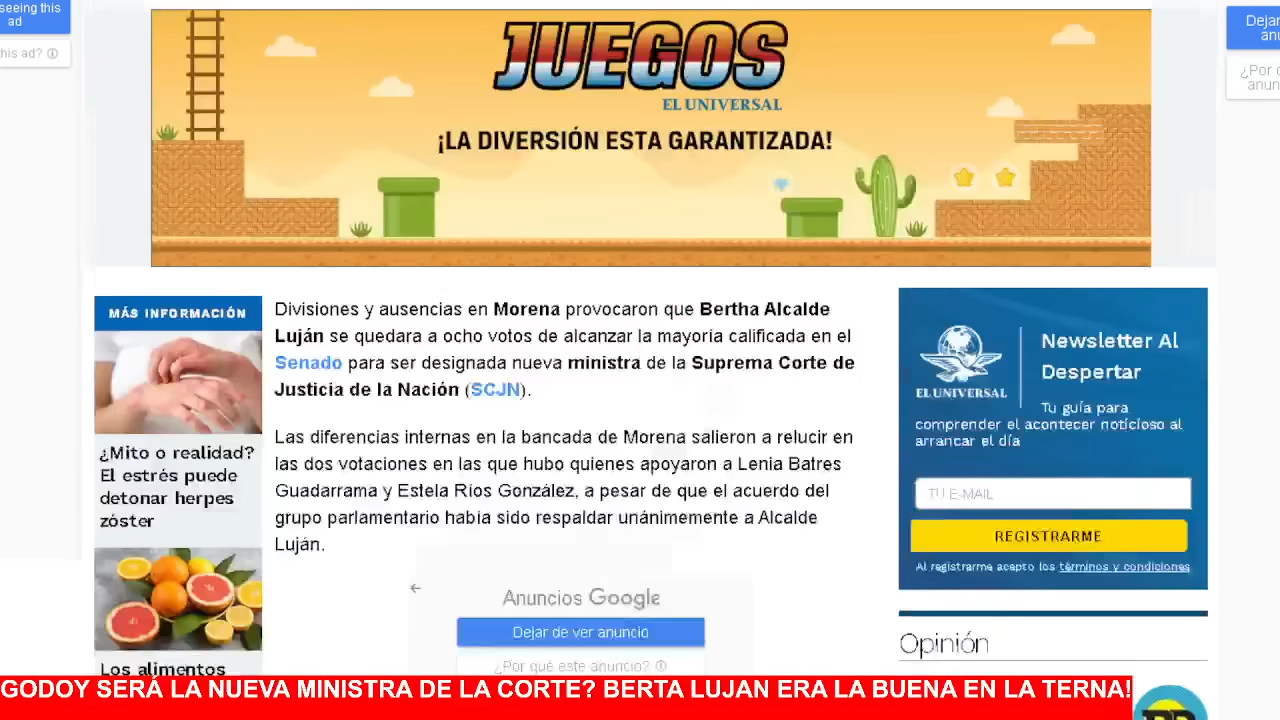 seeing this
ad
this ad?
JUEGOS
EL UNIVERSAL
¡LA DIVERSIÓN ESTA GARANTIZADA!
Dejar
anu
¿Por
anun
MÁS INFORMACIÓN
¿Mito o realidad?
El estrés puede
detonar herpes
zóster
Los alimentos
Divisiones y ausencias en Morena provocaron que Bertha Alcalde
Luján se quedara a ocho votos de alcanzar la mayoría calificada en el
Senado para ser designada nueva ministra de la Suprema Corte de
Justicia de la Nación (SCJN).
Las diferencias internas en la bancada de Morena salieron a relucir en
las dos votaciones en las que hubo quienes apoyaron a Lenia Batres
Guadarrama y Estela Ríos González, a pesar de que el acuerdo del
grupo parlamentario había sido respaldar unánimemente a Alcalde
Luján.
Anuncios Google
Dejar de ver anuncio
¿Por qué este anuncio?
EL UNIVERSAL
Newsletter Al
Despertar
Tu guía para
comprender el acontecer noticioso al
arrancar el día
TU E-MAIL
REGISTRARME
Al registrarme acepto los términos y condiciones
Opinión
GODOY SERÁ LA NUEVA MINISTRA DE LA CORTE? BERTA LUJAN ERA LA BUENA EN LA TERNA!